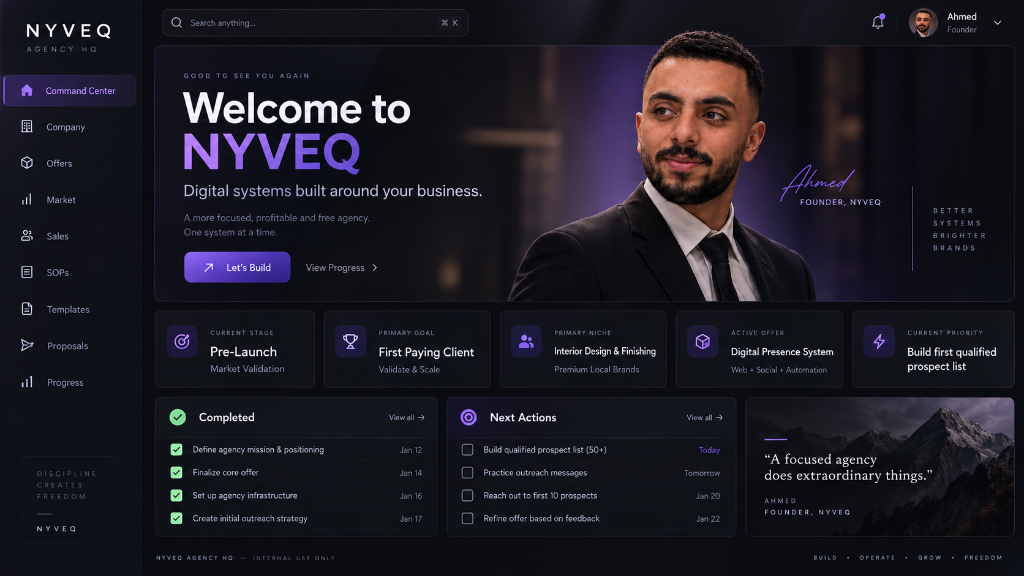 NYVEQ
AGENCY HQ
Search anything...
⌘ K
Ahmed
Founder
Command Center
Company
Offers
Market
Sales
SOPs
Templates
Proposals
Progress
DISCIPLINE
CREATES
FREEDOM
NYVEQ
GOOD TO SEE YOU AGAIN
Welcome to
NYVEQ
Digital systems built around your business.
A more focused, profitable and free agency.
One system at a time.
Let's Build
View Progress
Ahmed
FOUNDER, NYVEQ
BETTER
SYSTEMS
BRIGHTER
BRANDS
CURRENT STAGE
Pre-Launch
Market Validation
PRIMARY GOAL
First Paying Client
Validate & Scale
PRIMARY NICHE
Interior Design & Finishing
Premium Local Brands
ACTIVE OFFER
Digital Presence System
Web + Social + Automation
CURRENT PRIORITY
Build first qualified
prospect list
Completed
View all →
Define agency mission & positioning Jan 12
Finalize core offer Jan 14
Set up agency infrastructure Jan 16
Create initial outreach strategy Jan 17
Next Actions
View all →
Build qualified prospect list (50+) Today
Practice outreach messages Tomorrow
Reach out to first 10 prospects Jan 20
Refine offer based on feedback Jan 22
“A focused agency
does extraordinary things.”
AHMED
FOUNDER, NYVEQ
NYVEQ AGENCY HQ — INTERNAL USE ONLY
BUILD • OPERATE • GROW • FREEDOM